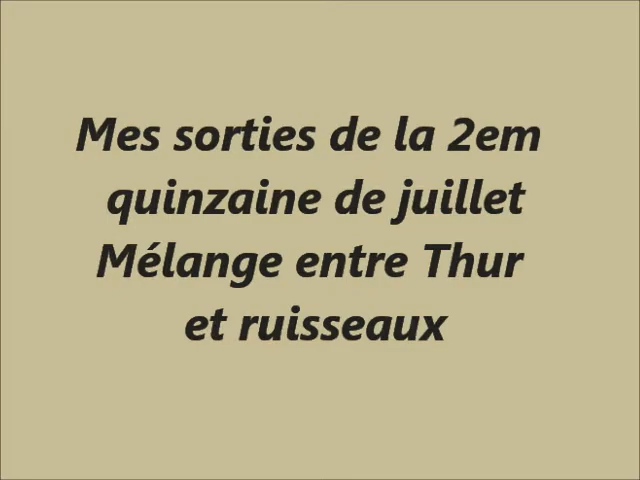 Mes sorties de la 2em
quinzaine de juillet
Mélange entre Thur
et ruisseaux